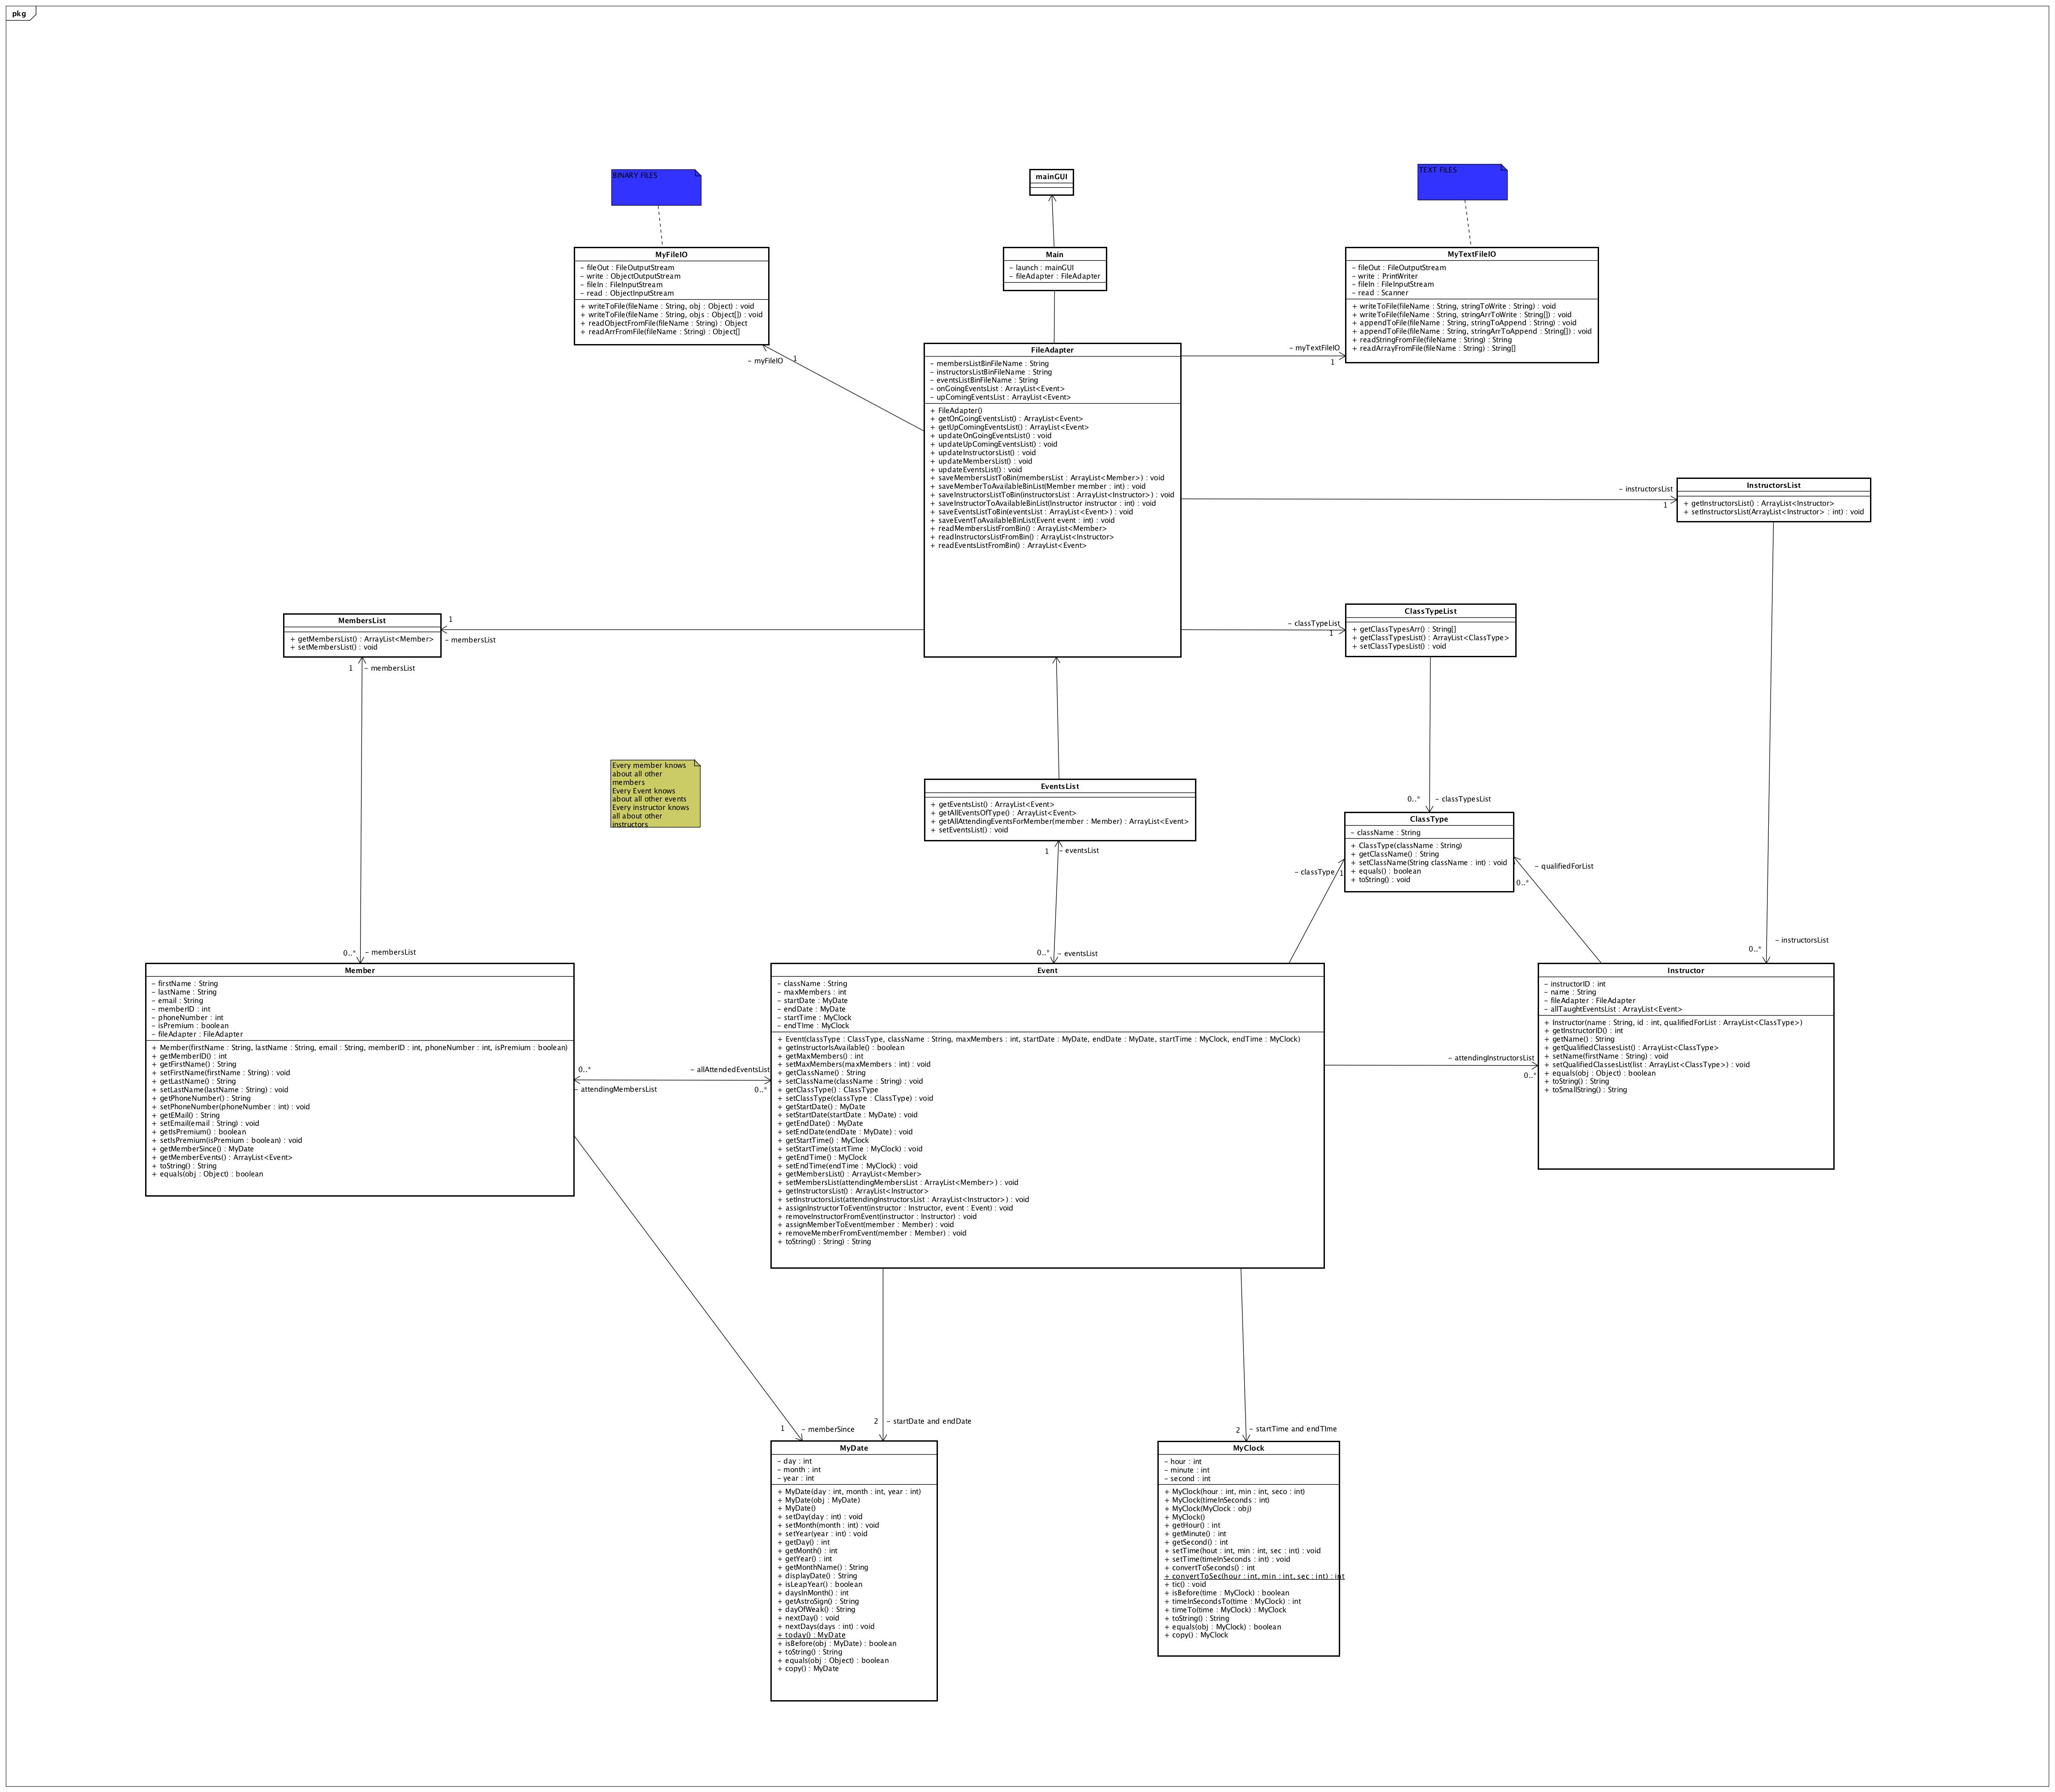 pkg
BINARY FILES
mainGUI
TEXT FILES
MyFileIO
- fileOut : FileOutputStream
- write : ObjectOutputStream
- fileIn : FileInputStream
- read : ObjectInputStream
+ writeToFile(fileName : String, obj : Object) : void
+ writeToFile(fileName : String, objs : Object[]) : void
+ readObjectFromFile(fileName : String) : Object
+ readArrFromFile(fileName : String) : Object[]
Main
- launch : mainGUI
- fileAdapter : FileAdapter
MyTextFileIO
- fileOut : FileOutputStream
- write : PrintWriter
- fileIn : FileInputStream
- read : Scanner
+ writeToFile(fileName : String, stringToWrite : String) : void
+ writeToFile(fileName : String, stringArrToWrite : String[]) : void
+ appendToFile(fileName : String, stringToAppend : String) : void
+ appendToFile(fileName : String, stringArrToAppend : String[]) : void
+ readStringFromFile(fileName : String) : String
+ readArrayFromFile(fileName : String) : String[]
- myFileIO
1
- myTextFileIO
1
FileAdapter
- membersListBinFileName : String
- instructorsListBinFileName : String
- eventsListBinFileName : String
- onGoingEventsList : ArrayList<Event>
- upComingEventsList : ArrayList<Event>
+ FileAdapter()
+ getOnGoingEventsList() : ArrayList<Event>
+ getUpComingEventsList() : ArrayList<Event>
+ updateOnGoingEventsList() : void
+ updateUpComingEventsList() : void
+ updateInstructorsList() : void
+ updateMembersList() : void
+ updateEventsList() : void
+ saveMembersListToBin(membersList : ArrayList<Member>) : void
+ saveMemberToAvailableBinList(Member member : int) : void
+ saveInstructorsListToBin(instructorsList : ArrayList<Instructor>) : void
+ saveInstructorToAvailableBinList(Instructor instructor : int) : void
+ saveEventsListToBin(eventsList : ArrayList<Event>) : void
+ saveEventToAvailableBinList(Event event : int) : void
+ readMembersListFromBin() : ArrayList<Member>
+ readInstructorsListFromBin() : ArrayList<Instructor>
+ readEventsListFromBin() : ArrayList<Event>
- instructorsList
1
InstructorsList
+ getInstructorsList() : ArrayList<Instructor>
+ setInstructorsList(ArrayList<Instructor> : int) : void
MembersList
+ getMembersList() : ArrayList<Member>
+ setMembersList() : void
1
- membersList
1
- membersList
- classTypeList
1
ClassTypeList
+ getClassTypesArr() : String[]
+ getClassTypesList() : ArrayList<ClassType>
+ setClassTypesList() : void
Every member knows
about all other
members
Every Event knows
about all other events
Every instructor knows
all about other
instructors
EventsList
+ getEventsList() : ArrayList<Event>
+ getAllEventsOfType() : ArrayList<Event>
+ getAllAttendingEventsForMember(member : Member) : ArrayList<Event>
+ setEventsList() : void
1
- eventsList
0..*
- classTypesList
ClassType
- className : String
+ ClassType(className : String)
+ getClassName() : String
+ setClassName(String className : int) : void
+ equals() : boolean
+ toString() : void
- classType
1
- qualifiedForList
0..*
0..*
- membersList
0..*
- eventsList
0..*
- instructorsList
Member
- firstName : String
- lastName : String
- email : String
- memberID : int
- phoneNumber : int
- isPremium : boolean
- fileAdapter : FileAdapter
+ Member(firstName : String, lastName : String, email : String, memberID : int, phoneNumber : int, isPremium : boolean)
+ getMemberID() : int
+ getFirstName() : String
+ setFirstName(firstName : String) : void
+ getLastName() : String
+ setLastName(lastName : String) : void
+ getPhoneNumber() : String
+ setPhoneNumber(phoneNumber : int) : void
+ getEMail() : String
+ setEmail(email : String) : void
+ getIsPremium() : boolean
+ setIsPremium(isPremium : boolean) : void
+ getMemberSince() : MyDate
+ getMemberEvents() : ArrayList<Event>
+ toString() : String
+ equals(obj : Object) : boolean
0..*
- attendingMembersList
- allAttendedEventsList
0..*
Event
- className : String
- maxMembers : int
- startDate : MyDate
- endDate : MyDate
- startTime : MyClock
- endTIme : MyClock
+ Event(classType : ClassType, className : String, maxMembers : int, startDate : MyDate, endDate : MyDate, startTime : MyClock, endTime : MyClock)
+ getInstructorIsAvailable() : boolean
+ getMaxMembers() : int
+ setMaxMembers(maxMembers : int) : void
+ getClassName() : String
+ setClassName(className : String) : void
+ getClassType() : ClassType
+ setClassType(classType : ClassType) : void
+ getStartDate() : MyDate
+ setStartDate(startDate : MyDate) : void
+ getEndDate() : MyDate
+ setEndDate(endDate : MyDate) : void
+ getStartTime() : MyClock
+ setStartTime(startTime : MyClock) : void
+ getEndTime() : MyClock
+ setEndTime(endTime : MyClock) : void
+ getMembersList() : ArrayList<Member>
+ setMembersList(attendingMembersList : ArrayList<Member>) : void
+ getInstructorsList() : ArrayList<Instructor>
+ setInstructorsList(attendingInstructorsList : ArrayList<Instructor>) : void
+ assignInstructorToEvent(instructor : Instructor, event : Event) : void
+ removeInstructorFromEvent(instructor : Instructor) : void
+ assignMemberToEvent(member : Member) : void
+ removeMemberFromEvent(member : Member) : void
+ toString() : String) : String
- attendingInstructorsList
0..*
Instructor
- instructorID : int
- name : String
- fileAdapter : FileAdapter
- allTaughtEventsList : ArrayList<Event>
+ Instructor(name : String, id : int, qualifiedForList : ArrayList<ClassType>)
+ getInstructorID() : int
+ getName() : String
+ getQualifiedClassesList() : ArrayList<ClassType>
+ setName(firstName : String) : void
+ setQualifiedClassesList(list : ArrayList<ClassType>) : void
+ equals(obj : Object) : boolean
+ toString() : String
+ toSmallString() : String
1
- memberSince
2
- startDate and endDate
2
- startTime and endTIme
MyDate
- day : int
- month : int
- year : int
+ MyDate(day : int, month : int, year : int)
+ MyDate(obj : MyDate)
+ MyDate()
+ setDay(day : int) : void
+ setMonth(month : int) : void
+ setYear(year : int) : void
+ getDay() : int
+ getMonth() : int
+ getYear() : int
+ getMonthName() : String
+ displayDate() : String
+ isLeapYear() : boolean
+ daysInMonth() : int
+ getAstroSign() : String
+ dayOfWeak() : String
+ nextDay() : void
+ nextDays(days : int) : void
+ today() : MyDate
+ isBefore(obj : MyDate) : boolean
+ toString() : String
+ equals(obj : Object) : boolean
+ copy() : MyDate
MyClock
- hour : int
- minute : int
- second : int
+ MyClock(hour : int, min : int, seco : int)
+ MyClock(timeInSeconds : int)
+ MyClock(MyClock : obj)
+ MyClock()
+ getHour() : int
+ getMinute() : int
+ getSecond() : int
+ setTime(hout : int, min : int, sec : int) : void
+ setTime(timeInSeconds : int) : void
+ convertToSeconds() : int
+ convertToSec(hour : int, min : int, sec : int) : int
+ tic() : void
+ isBefore(time : MyClock) : boolean
+ timeInSecondsTo(time : MyClock) : int
+ timeTo(time : MyClock) : MyClock
+ toString() : String
+ equals(obj : MyClock) : boolean
+ copy() : MyClock